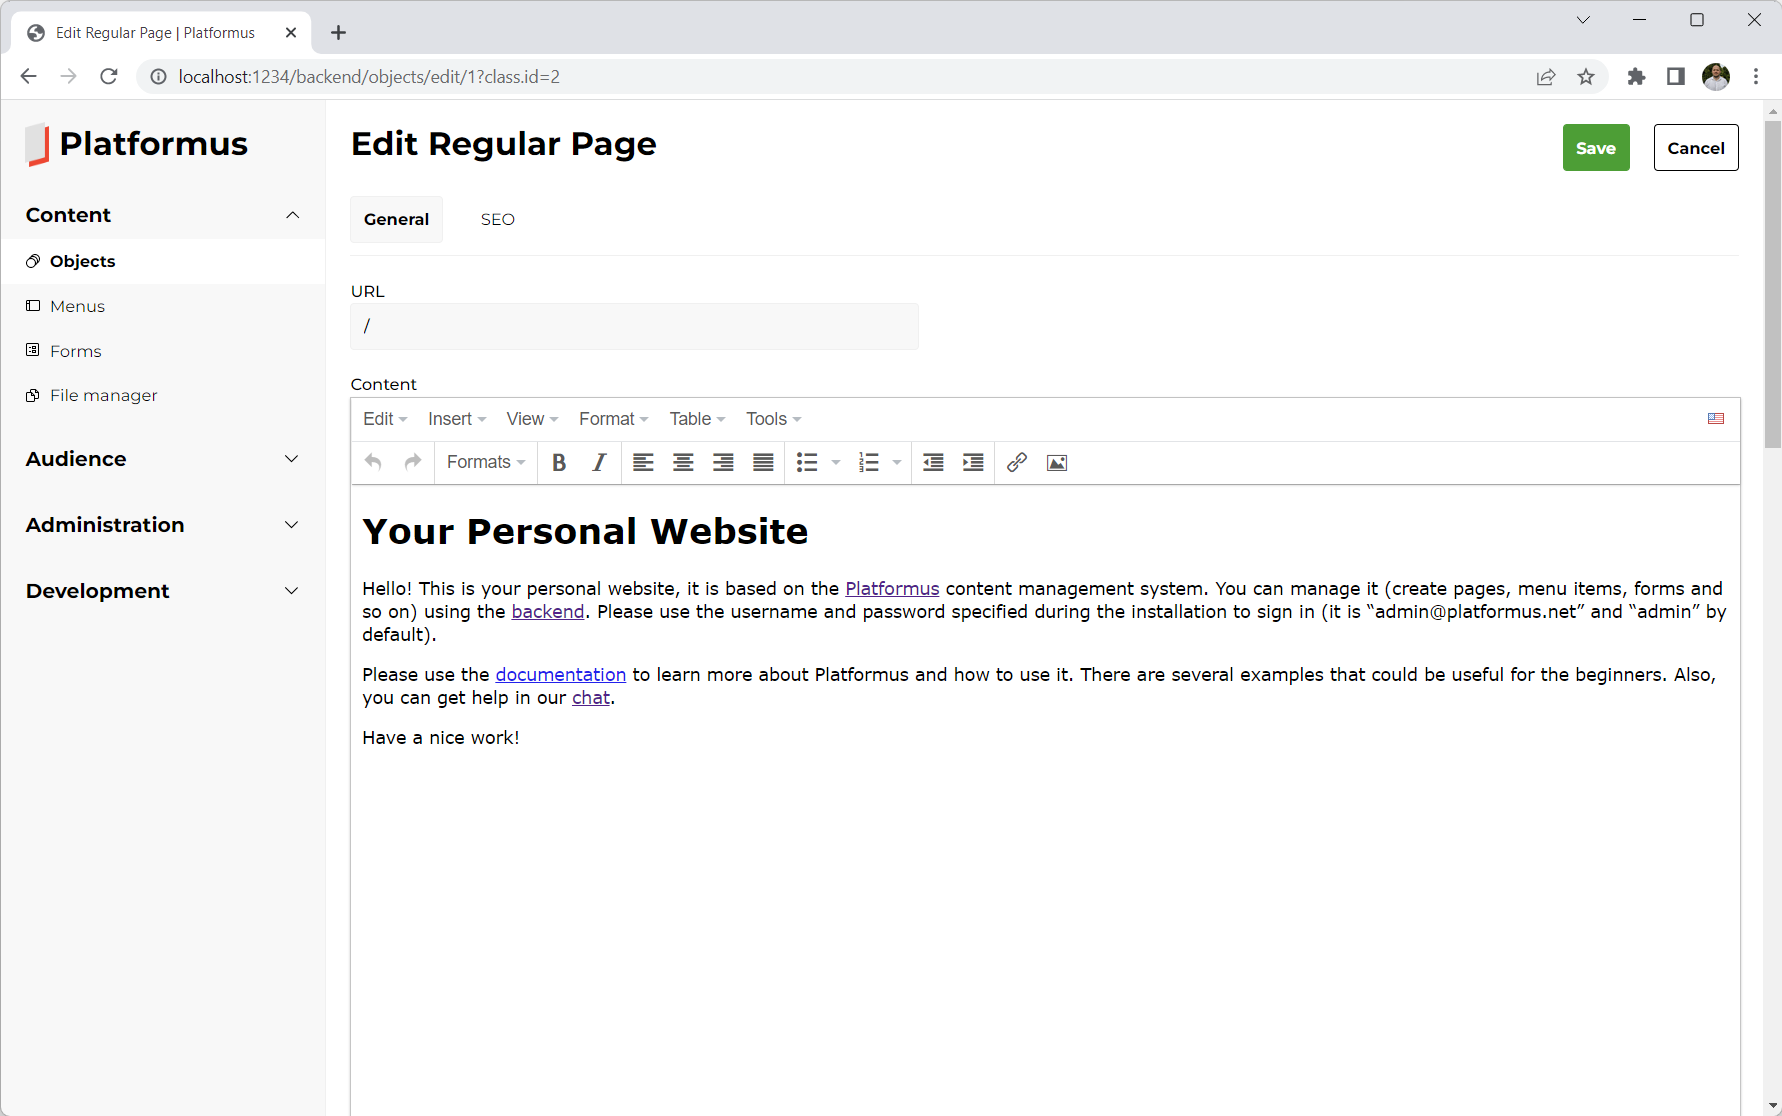 Edit Regular Page | Platformus
localhost:1234/backend/objects/edit/1?class.id=2
Platformus
Content
Objects
Menus
Forms
File manager
Audience
Administration
Development
Edit Regular Page
Save
Cancel
General
SEO
URL
/
Content
Edit Insert View Format Table Tools
Formats B I
Your Personal Website
Hello! This is your personal website, it is based on the Platformus content management system. You can manage it (create pages, menu items, forms and
so on) using the backend. Please use the username and password specified during the installation to sign in (it is “admin@platformus.net” and “admin” by
default).
Please use the documentation to learn more about Platformus and how to use it. There are several examples that could be useful for the beginners. Also,
you can get help in our chat.
Have a nice work!